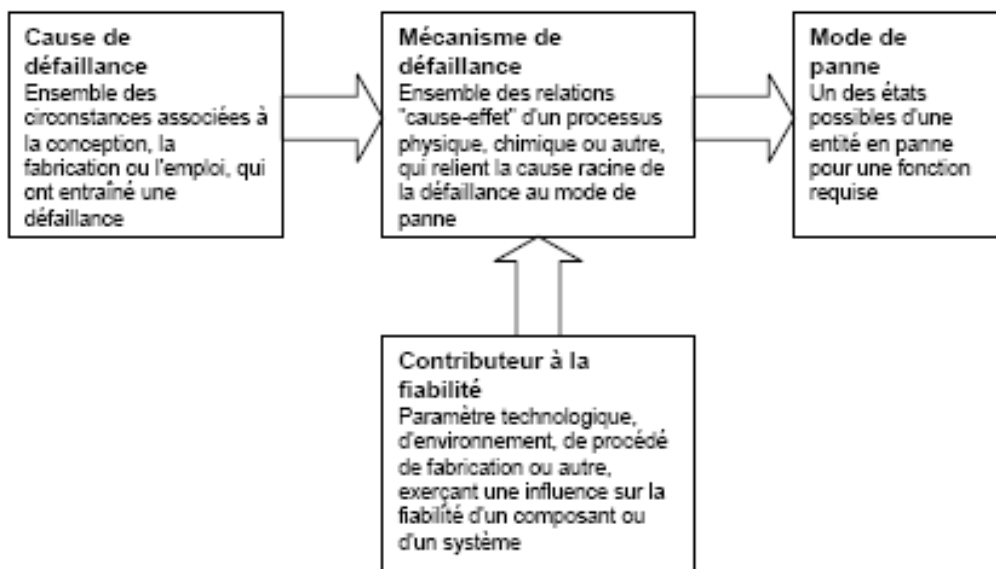 Cause de
défaillance
Ensemble des
circonstances associées à
la conception, la
fabrication ou l'emploi, qui
ont entraîné une
défaillance
Mécanisme de
défaillance
Ensemble des relations
"cause-effet" d'un processus
physique, chimique ou autre,
qui relient la cause racine de
la défaillance au mode de
panne
Mode de
panne
Un des états
possibles d'une
entité en panne
pour une fonction
requise
Contributeur à la
fiabilité
Paramètre technologique,
d'environnement, de procédé
de fabrication ou autre,
exerçant une influence sur la
fiabilité d'un composant ou
d'un système